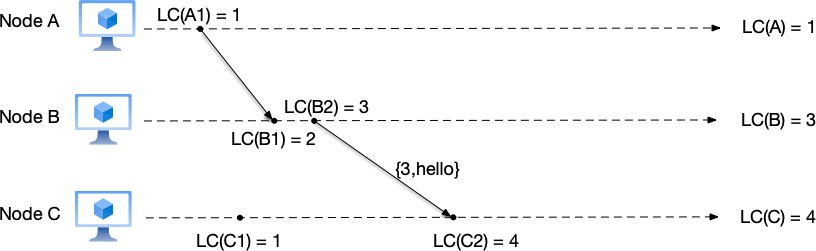 Node A
LC(A1) = 1
LC(A) = 1
Node B
LC(B2) = 3
LC(B1) = 2
LC(B) = 3
{3,hello}
Node C
LC(C1) = 1
LC(C2) = 4
LC(C) = 4